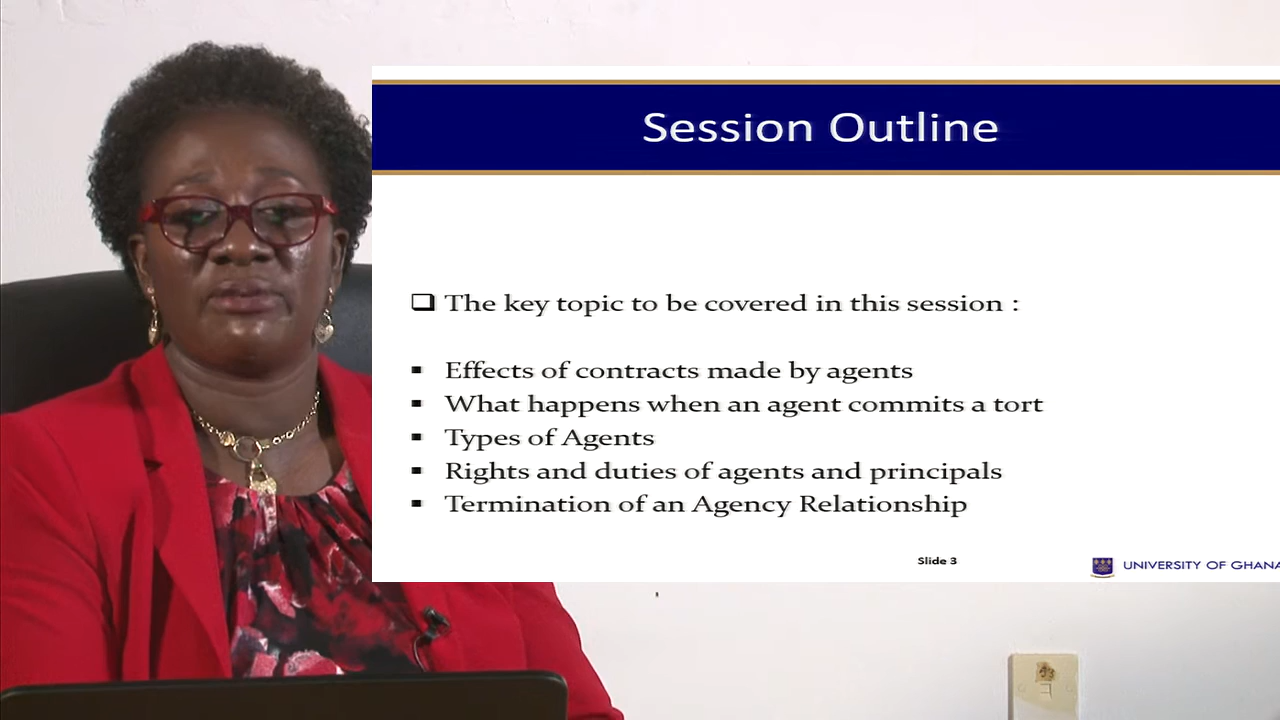 Session Outline
❑ The key topic to be covered in this session :
▪ Effects of contracts made by agents
▪ What happens when an agent commits a tort
▪ Types of Agents
▪ Rights and duties of agents and principals
▪ Termination of an Agency Relationship
Slide 3
UNIVERSITY OF GHANA